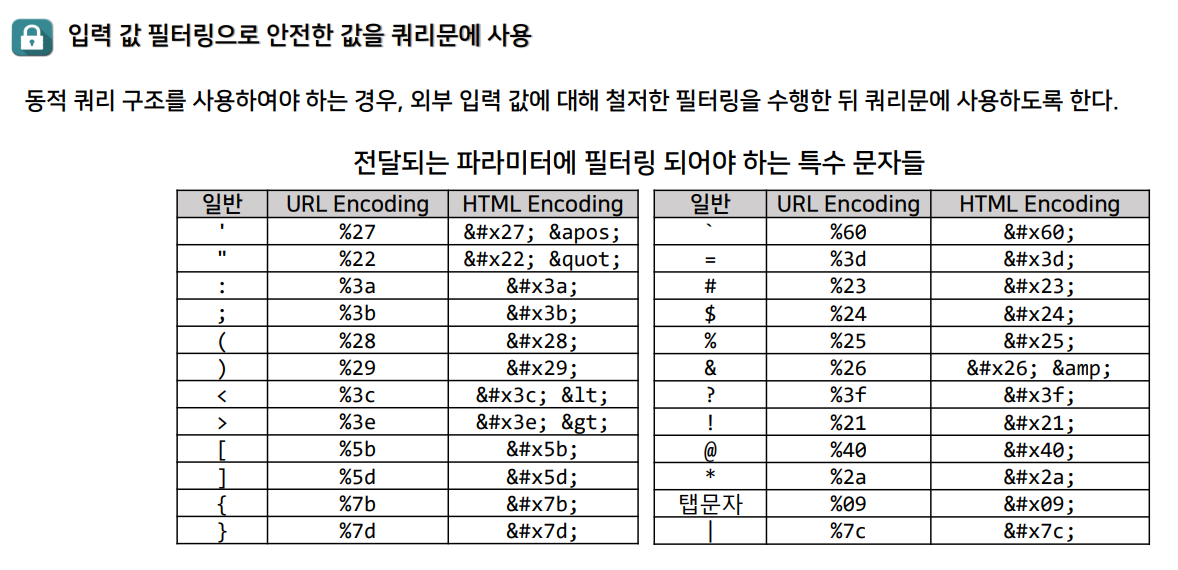 입력 값 필터링으로 안전한 값을 쿼리문에 사용
동적 쿼리 구조를 사용하여야 하는 경우, 외부 입력 값에 대해 철저한 필터링을 수행한 뒤 쿼리문에 사용하도록 한다.
전달되는 파라미터에 필터링 되어야 하는 특수 문자들
일반 URL Encoding HTML Encoding 일반 URL Encoding HTML Encoding
' %27 &#x27; &apos; ` %60 &#x60;
" %22 &#x22; &quot; = %3d &#x3d;
: %3a &#x3a; # %23 &#x23;
; %3b &#x3b; $ %24 &#x24;
( %28 &#x28; % %25 &#x25;
) %29 &#x29; & %26 &#x26; &amp;
< %3c &#x3c; &lt; ? %3f &#x3f;
> %3e &#x3e; &gt; ! %21 &#x21;
[ %5b &#x5b; @ %40 &#x40;
] %5d &#x5d; * %2a &#x2a;
{ %7b &#x7b; 탭문자 %09 &#x09;
} %7d &#x7d; | %7c &#x7c;